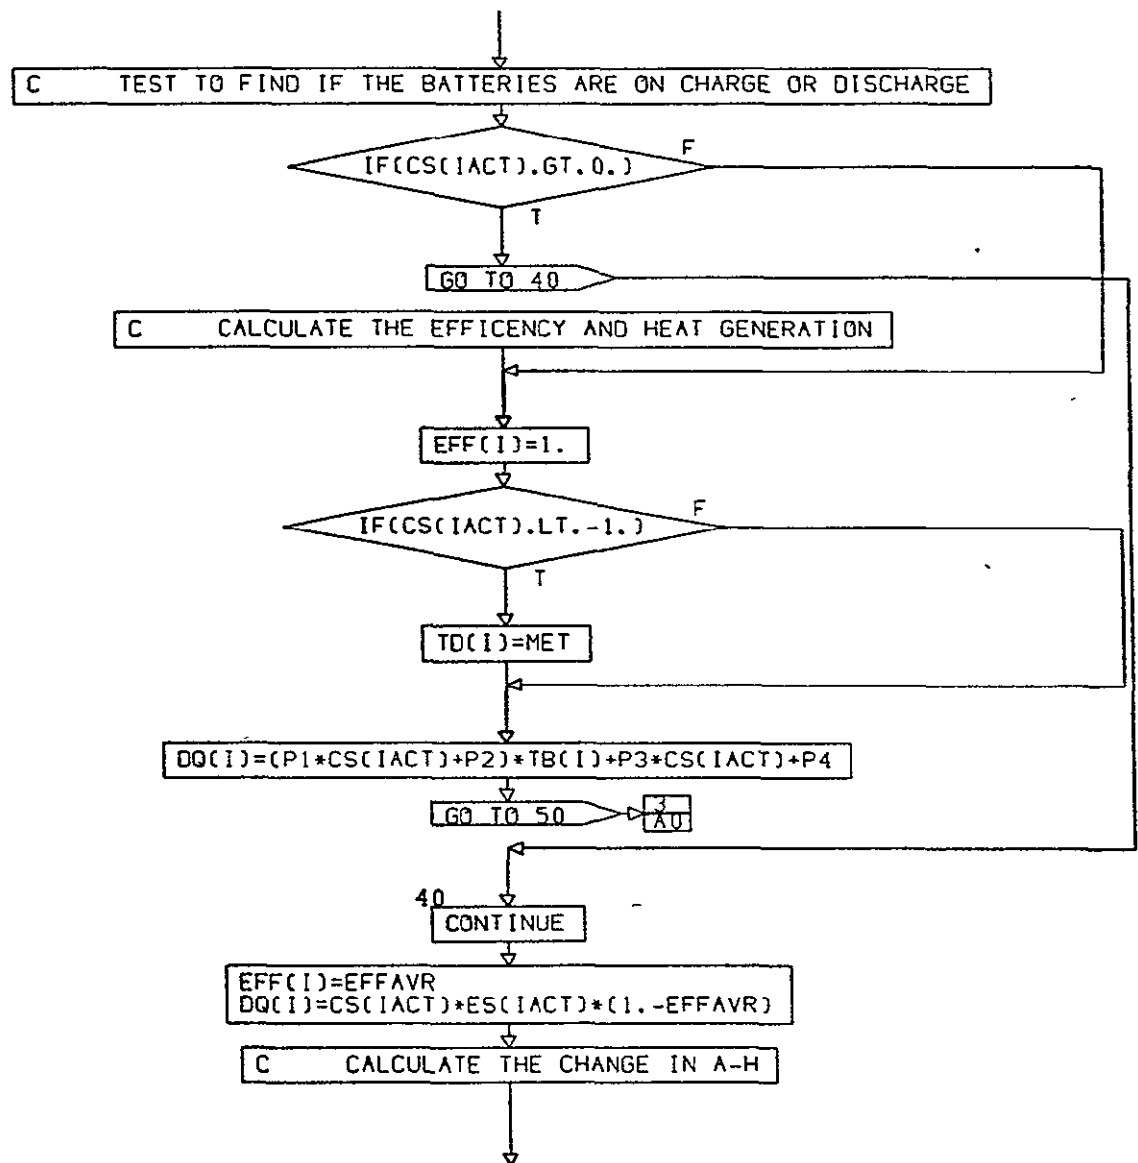 C TEST TO FIND IF THE BATTERIES ARE ON CHARGE OR DISCHARGE
F
IF(CS(IACT).GT.0.)
T
GO TO 40
C CALCULATE THE EFFICENCY AND HEAT GENERATION
EFF(I)=1.
F
IF(CS(IACT).LT.-1.)
T
TD(I)=MET
DQ(I)=(P1*CS(IACT)+P2)*TB(I)+P3*CS(IACT)+P4
GO TO 50
3
AU
40
CONTINUE
EFF(I)=EFFAVR
DQ(I)=CS(IACT)*ES(IACT)*(1.-EFFAVR)
C CALCULATE THE CHANGE IN A-H